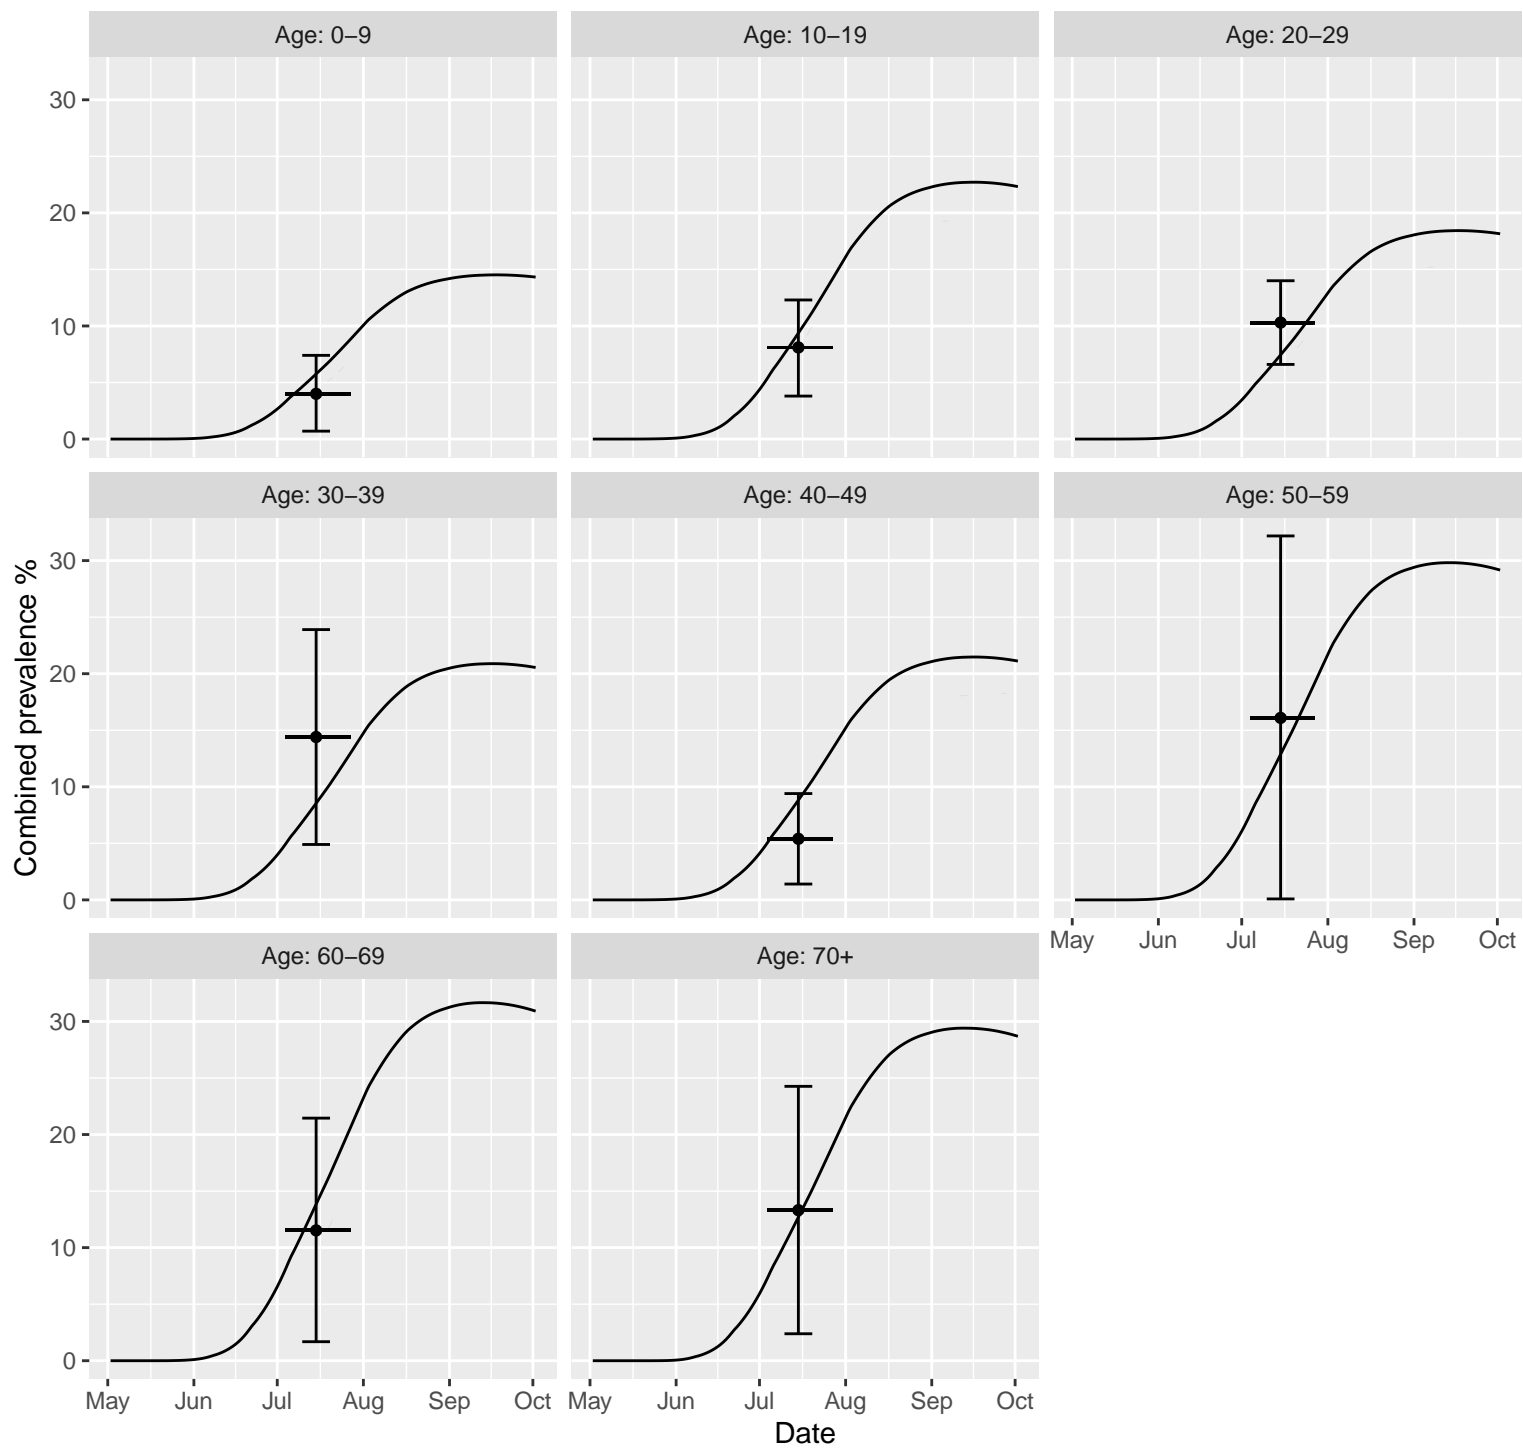 Age: 0–9
Age: 10–19
Age: 20–29
30
20
10
0
Age: 30–39
Age: 40–49
Age: 50–59
Combined prevalence %
30
20
10
0
May Jun Jul Aug Sep Oct
Age: 60–69
Age: 70+
30
20
10
0
May Jun Jul Aug Sep Oct
May Jun Jul Aug Sep Oct
Date